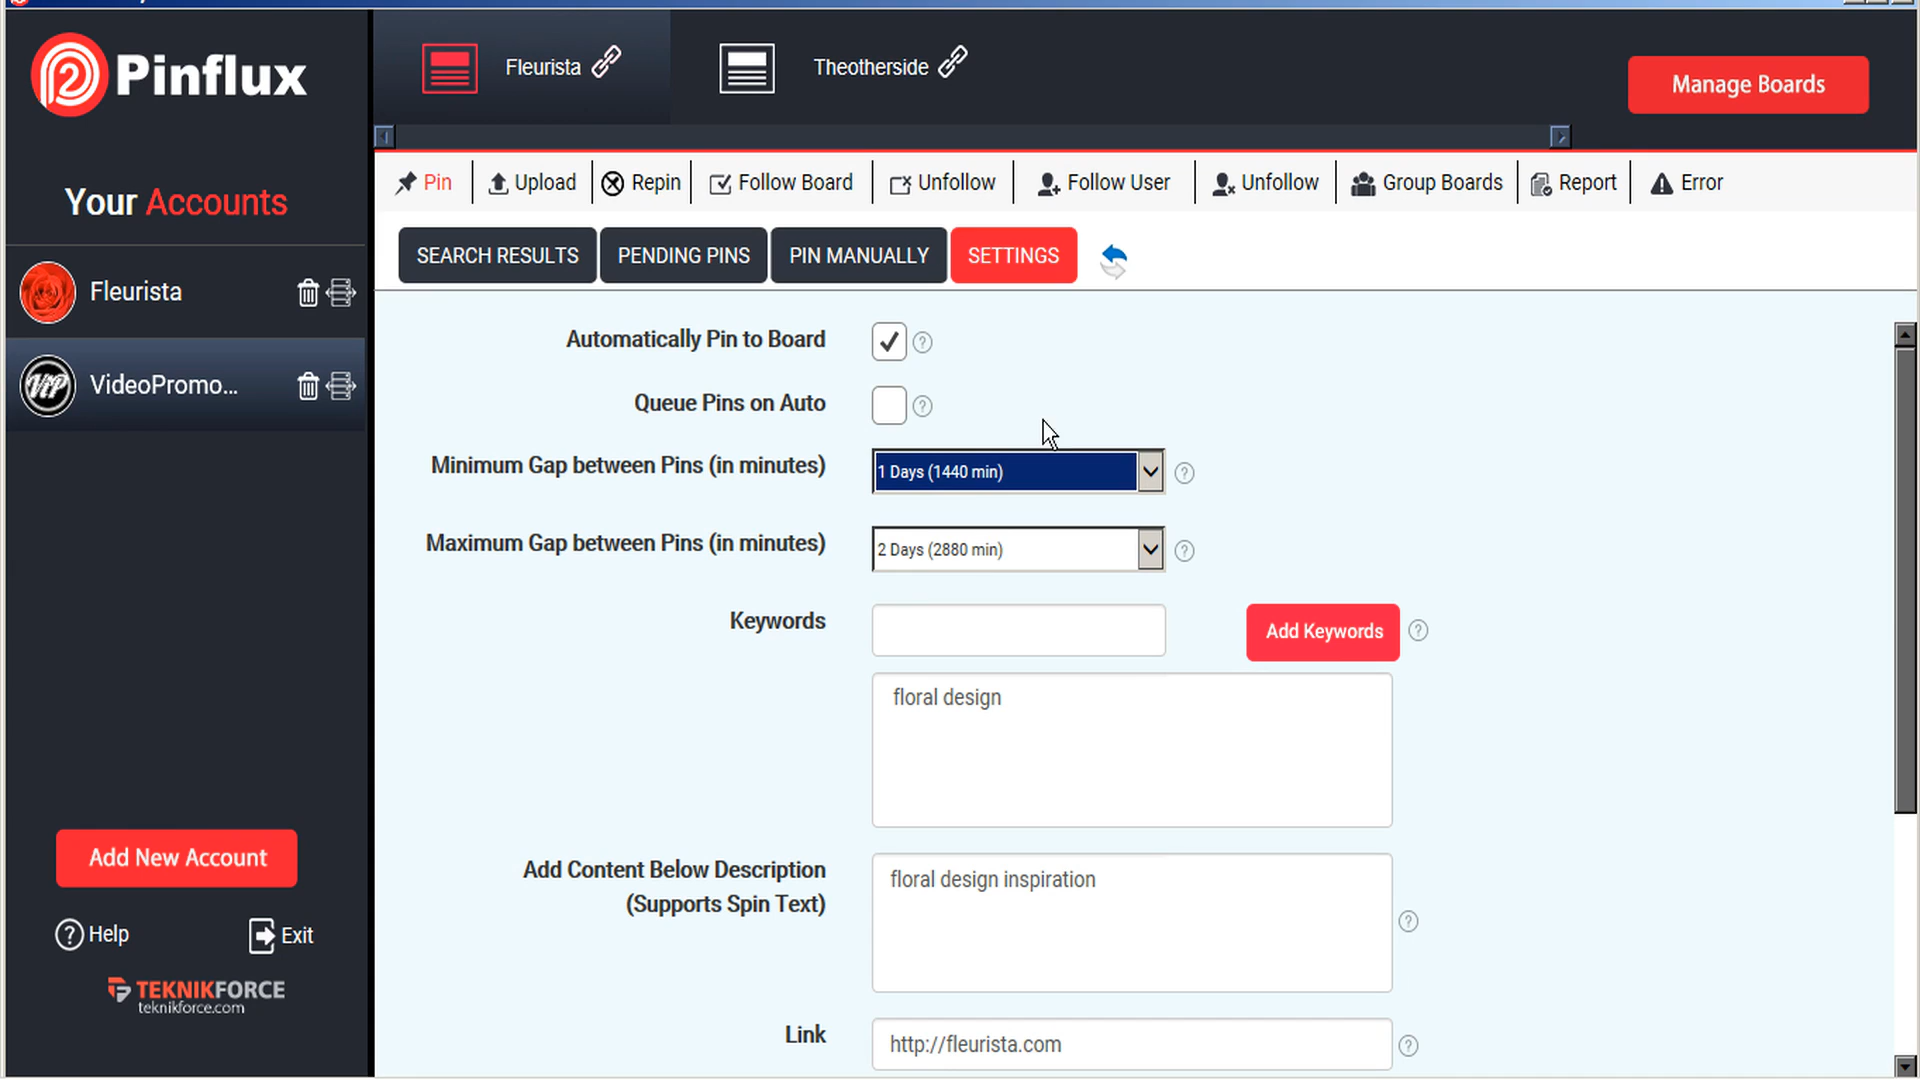 Pinflux
Fleurista
Theotherside
Manage Boards
Your Accounts
Fleurista
VideoPromo...
Add New Account
Help
Exit
TEKNIKFORCE
teknikforce.com
Pin
Upload
Repin
Follow Board
Unfollow
Follow User
Unfollow
Group Boards
Report
Error
SEARCH RESULTS
PENDING PINS
PIN MANUALLY
SETTINGS
Automatically Pin to Board
Queue Pins on Auto
Minimum Gap between Pins (in minutes)
1 Days (1440 min)
Maximum Gap between Pins (in minutes)
2 Days (2880 min)
Keywords
Add Keywords
floral design
Add Content Below Description
(Supports Spin Text)
floral design inspiration
Link
http://fleurista.com